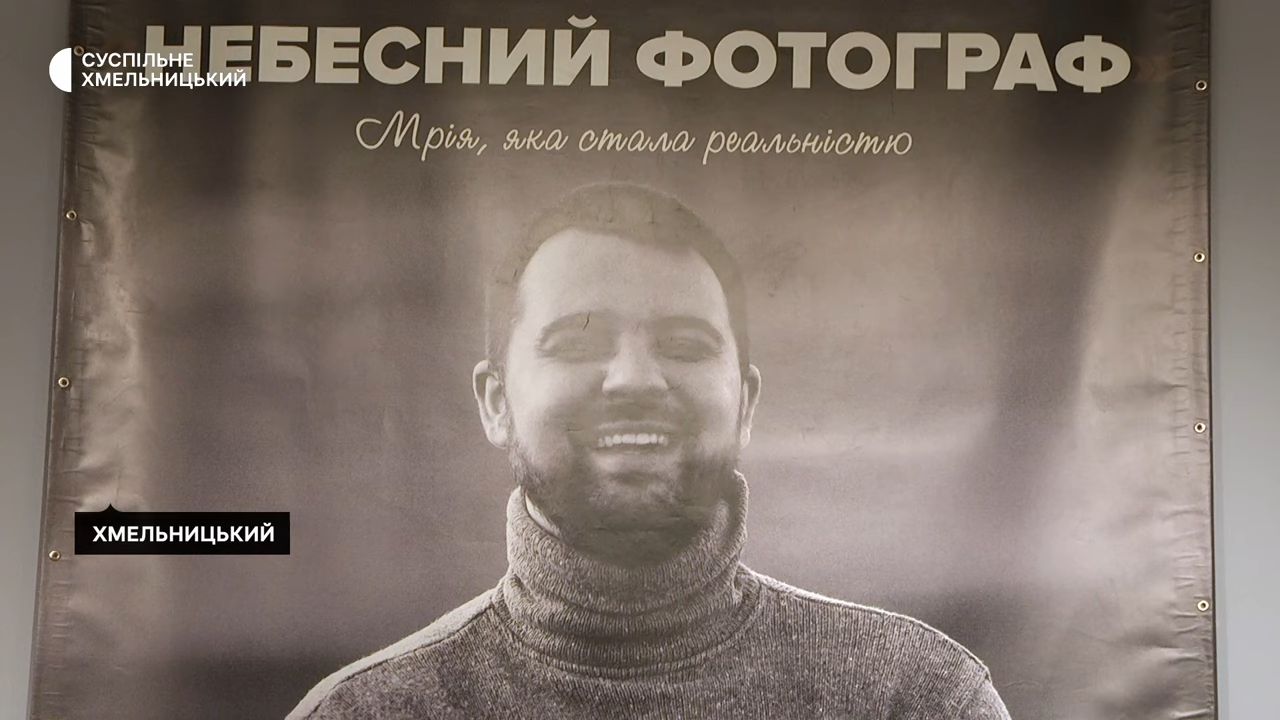 НЕБЕСНИЙ ФОТОГРАФ
СУСПІЛЬНЕ
ХМЕЛЬНИЦЬКИЙ
Мрія, яка стала реальністю
ХМЕЛЬНИЦЬКИЙ